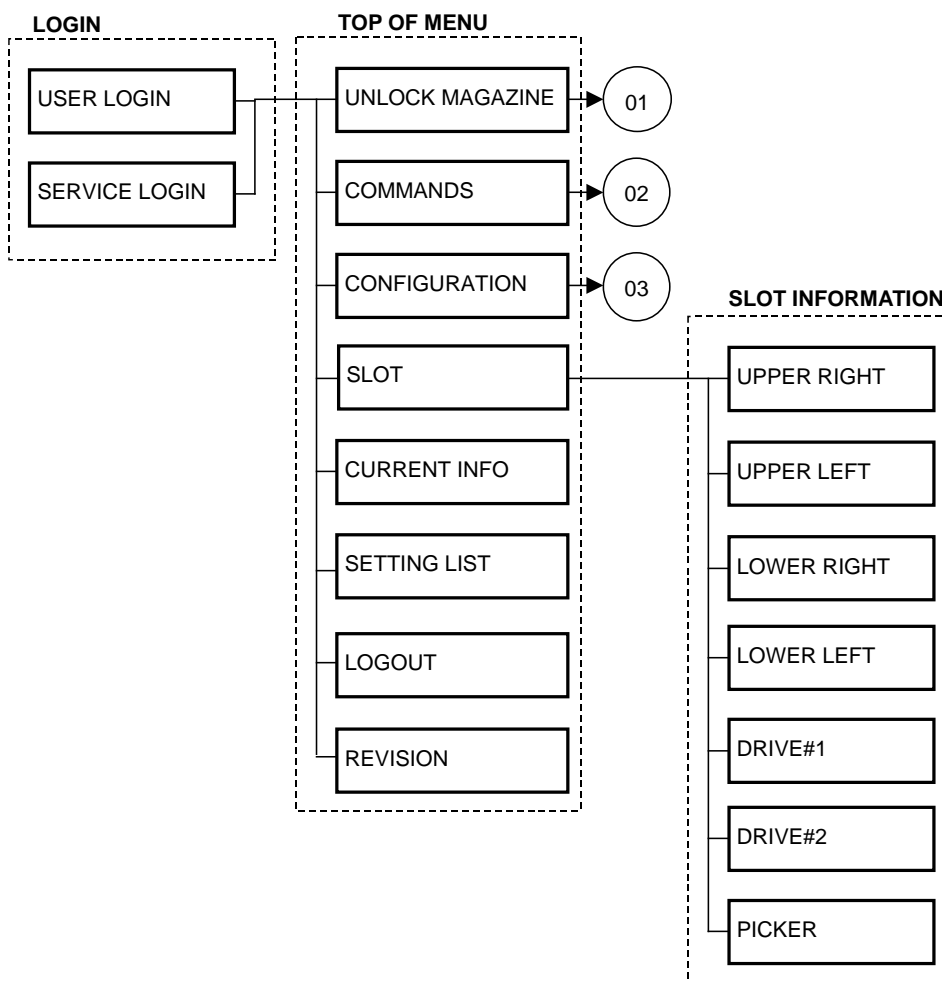 LOGIN
USER LOGIN
SERVICE LOGIN
TOP OF MENU
UNLOCK MAGAZINE
01
COMMANDS
02
CONFIGURATION
03
SLOT
CURRENT INFO
SETTING LIST
LOGOUT
REVISION
SLOT INFORMATION
UPPER RIGHT
UPPER LEFT
LOWER RIGHT
LOWER LEFT
DRIVE#1
DRIVE#2
PICKER